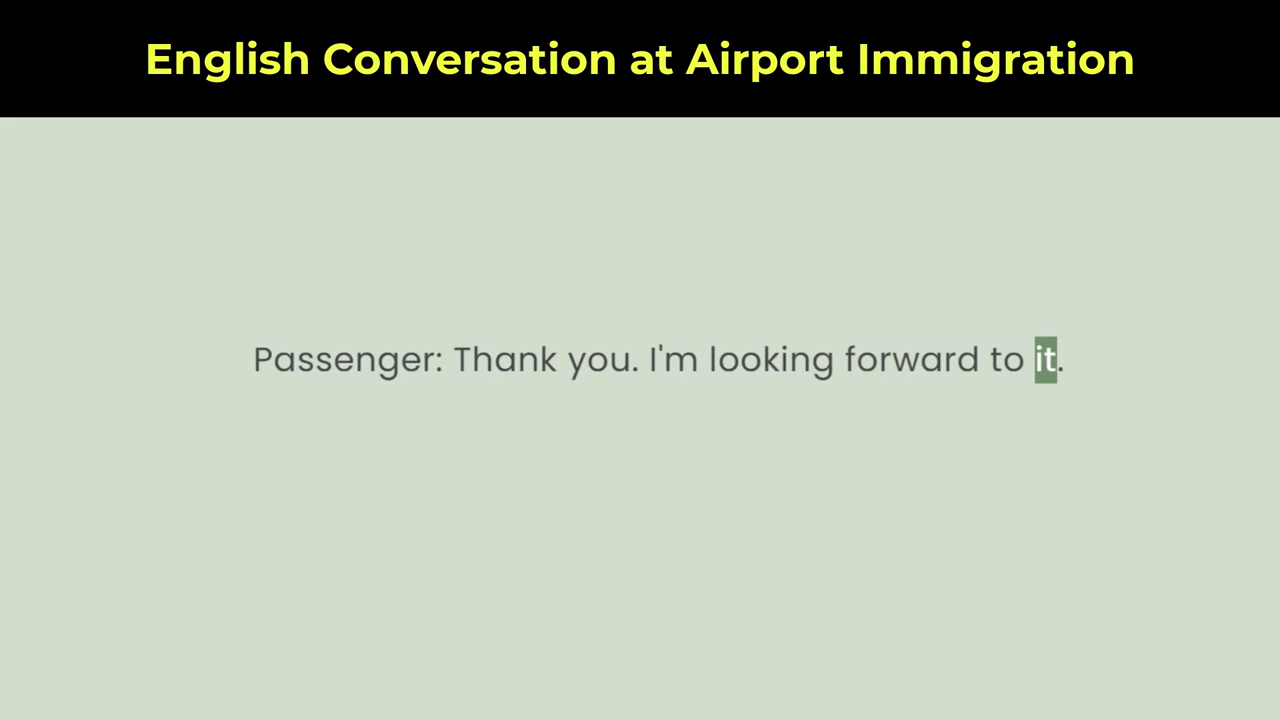 English Conversation at Airport Immigration
Passenger: Thank you. I'm looking forward to it.